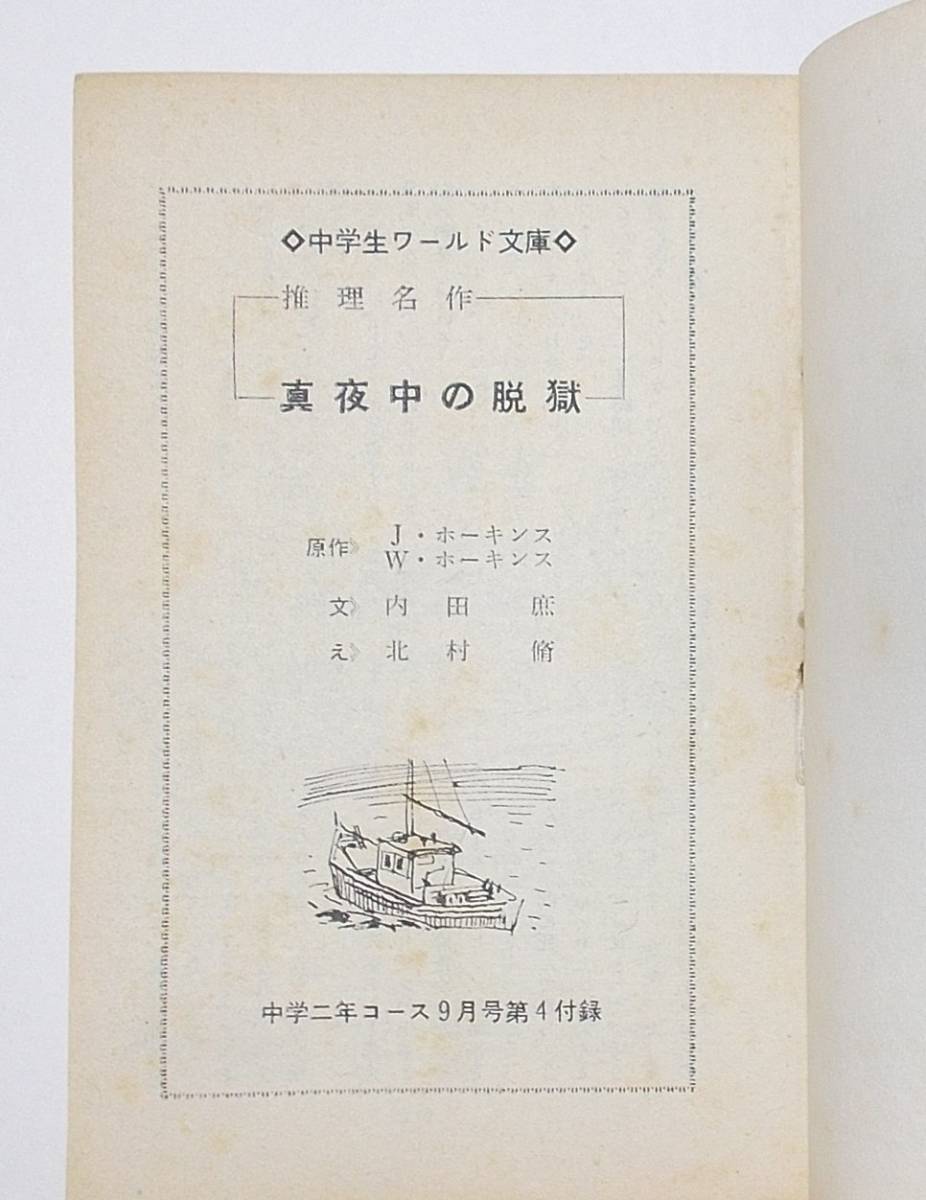 ◇中学生ワールド文庫◇
推理名作
真夜中の脱獄
原作》 J・ホーキンス
W・ホーキンス
文》 内田 庶
え》 北村 脩
中学二年コース9月号第4付録